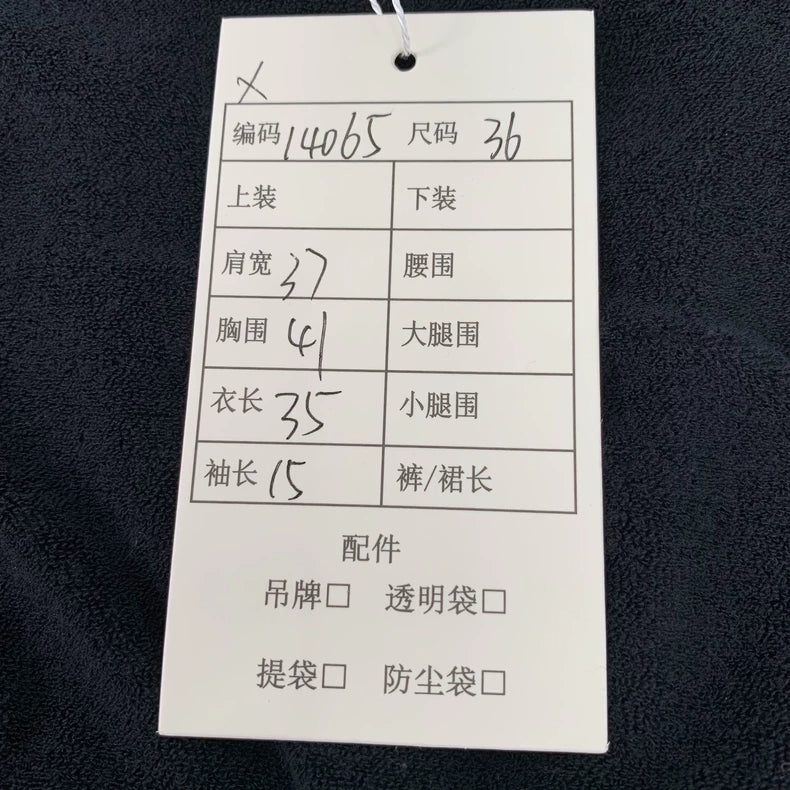 X
编码 14065 尺码 36
上装 下装
肩宽 37 腰围
胸围 41 大腿围
衣长 35 小腿围
袖长 15 裤/裙长
配件
吊牌□ 透明袋□
提袋□ 防尘袋□